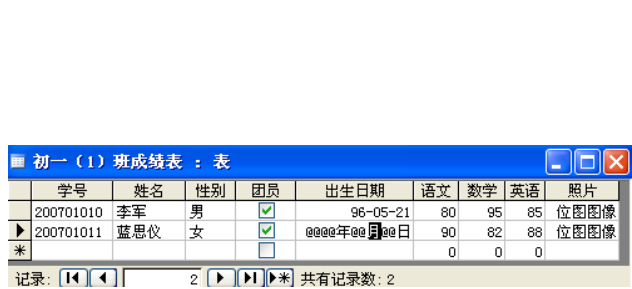 初一（1）班成绩表 : 表
学号 姓名 性别 团员 出生日期 语文 数学 英语 照片
200701010 李军 男 96-05-21 80 95 85 位图图像
200701011 蓝思仪 女 @@@@年@@月@@日 90 82 88 位图图像
* 0 0 0
记录: 2 共有记录数: 2